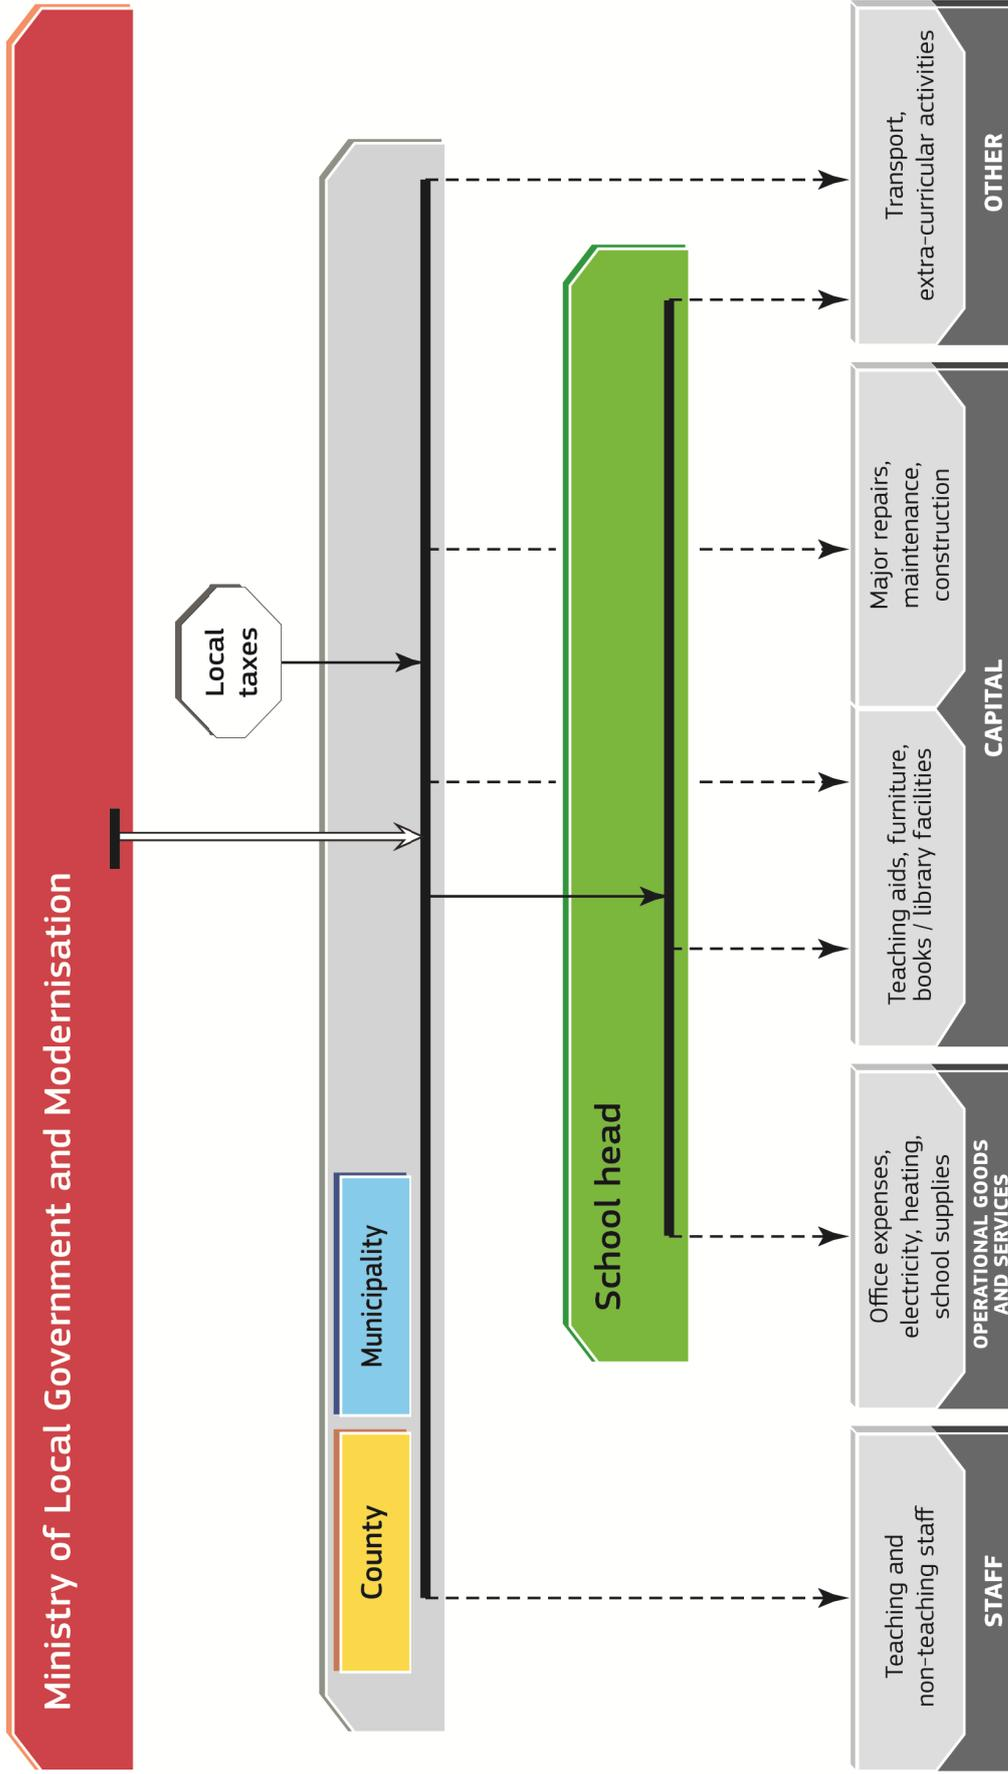 Ministry of Local Government and Modernisation
Local
taxes
County
Municipality
School head
Teaching and
non-teaching staff
Office expenses,
electricity, heating,
school supplies
Teaching aids, furniture,
books / library facilities
Major repairs,
maintenance,
construction
Transport,
extra-curricular activities
STAFF
OPERATIONAL GOODS
AND SERVICES
CAPITAL
OTHER